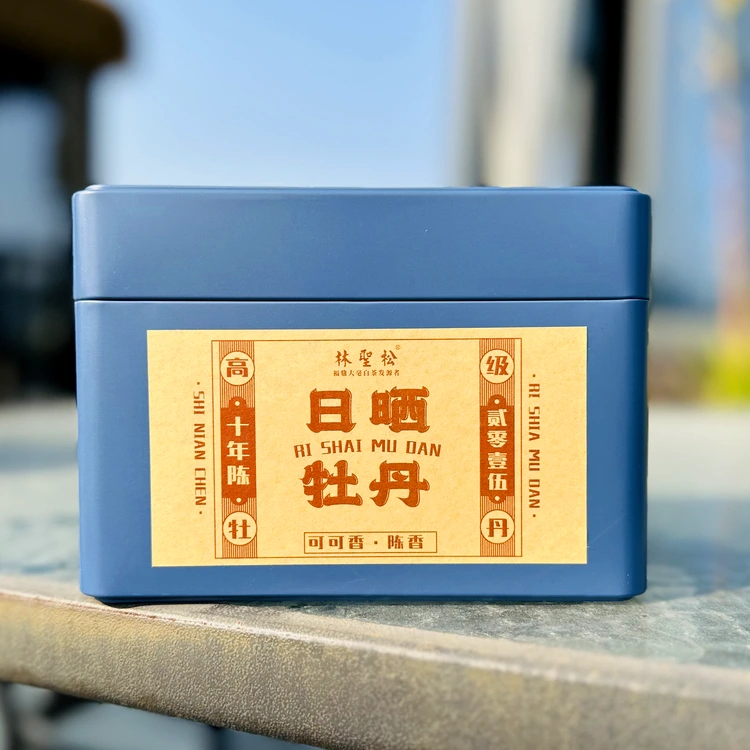 林聖松®
福鼎大毫白茶发源者
日晒
RI SHAI MU DAN
牡丹
可可香·陈香
高
十年陈
牡
级
贰零壹伍
丹
·SHI NIAN CHEN·
·RI SHIA MU DAN·